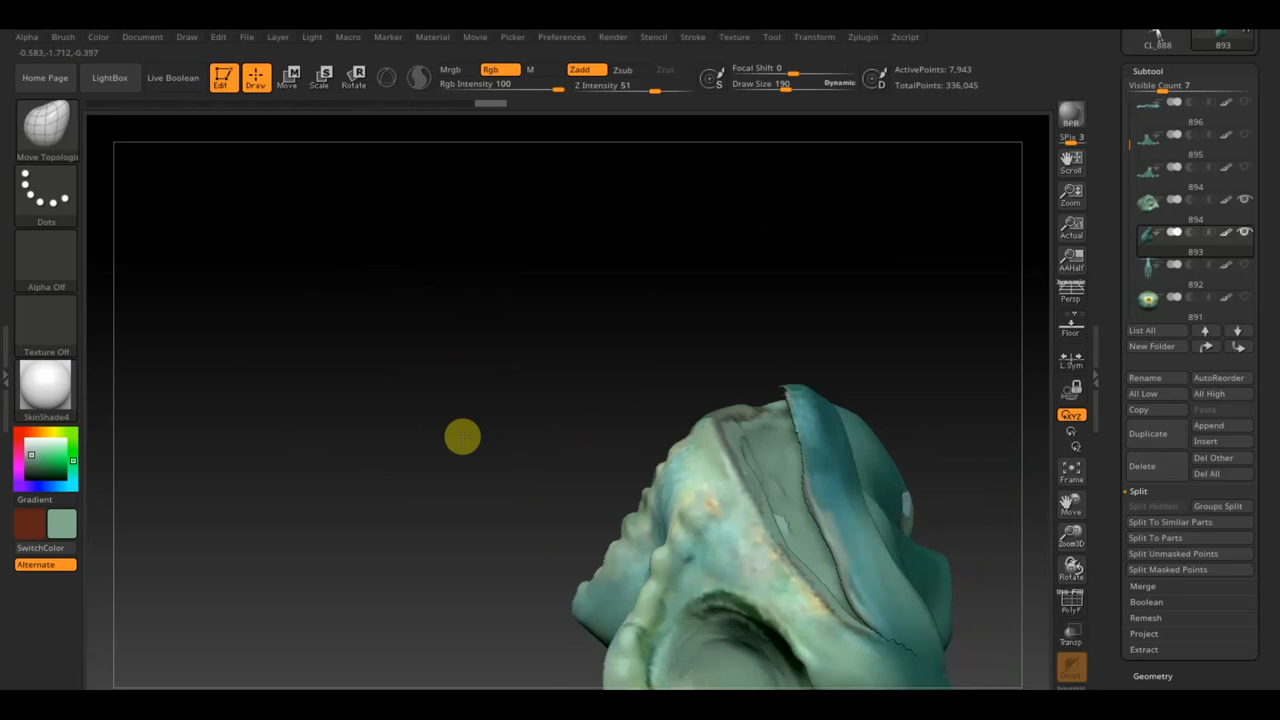 CL_888
893
Alpha Brush Color Document Draw Edit File Layer Light Macro Marker Material Movie Picker Preferences Render Stencil Stroke Texture Tool Transform Zplugin Zscript
-0.583,-1.712,-0.397
Home Page
LightBox
Live Boolean
Edit
Draw
Move
Scale
Rotate
Mrgb
Rgb
M
Rgb Intensity 100
Zadd
Zsub
Zcut
Z Intensity 51
Focal Shift 0
Draw Size 190
Dynamic
ActivePoints: 7,943
TotalPoints: 336,045
Move Topologic
Dots
Alpha Off
Texture Off
SkinShade4
Gradient
SwitchColor
Alternate
BPR
SPix 3
Scroll
Zoom
Actual
AAHalf
Dynamic
Persp
Floor
L.Sym
XYZ
Frame
Move
Zoom3D
Rotate
Line Fill
PolyF
Transp
Subtool
Visible Count 7
896
895
894
894
893
892
891
List All
New Folder
Rename
AutoReorder
All Low
All High
Copy
Paste
Duplicate
Append
Insert
Delete
Del Other
Del All
Split
Split Hidden
Groups Split
Split To Similar Parts
Split To Parts
Split Unmasked Points
Split Masked Points
Merge
Boolean
Remesh
Project
Extract
Geometry